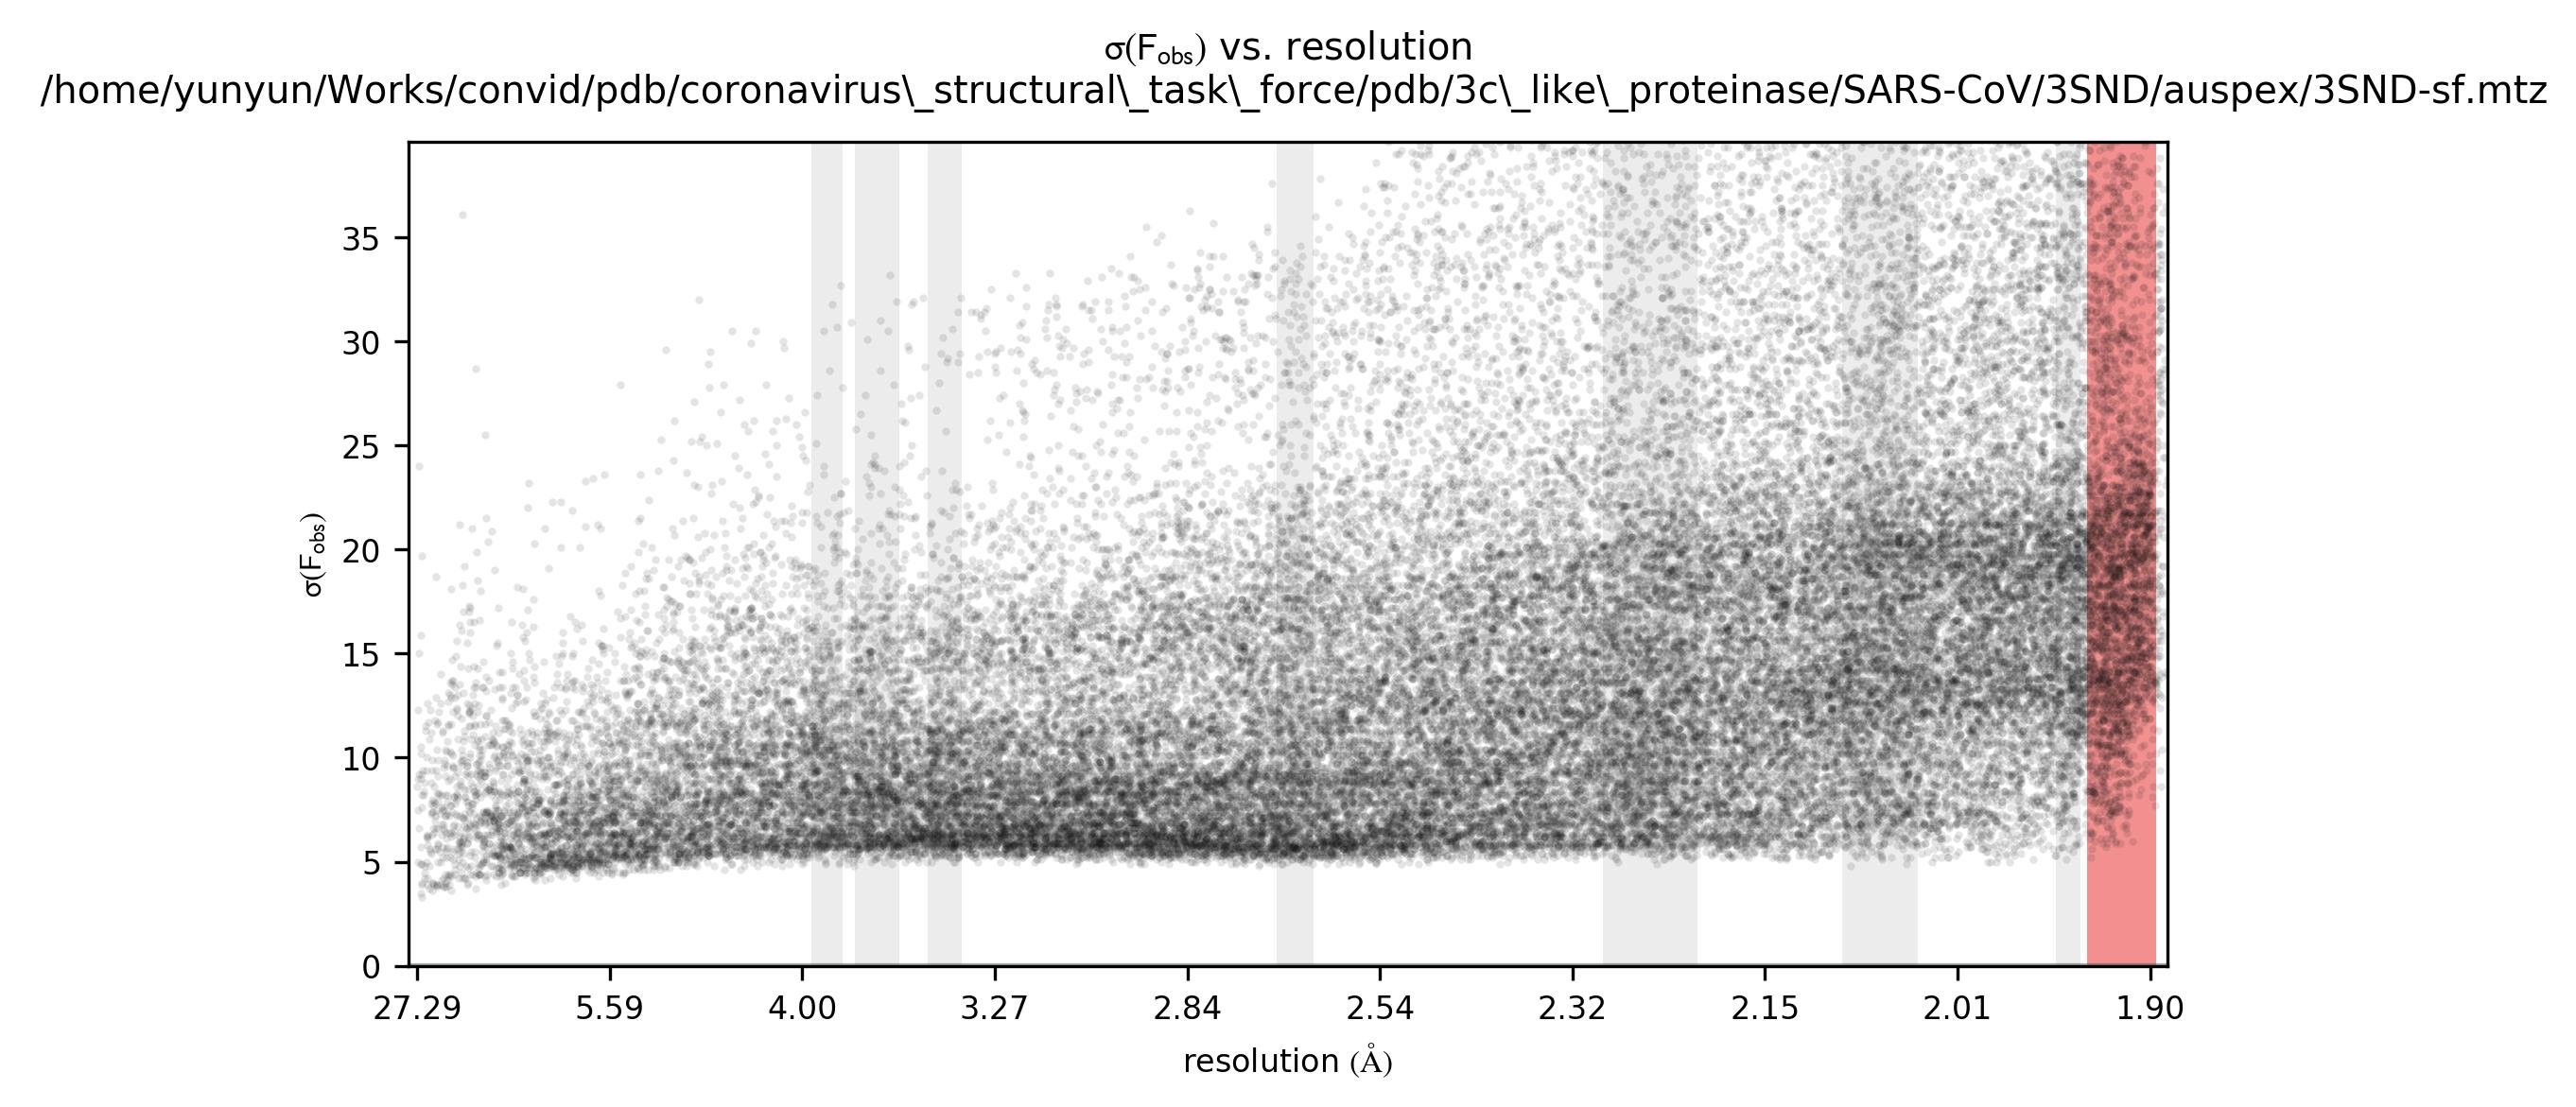 σ(Fobs) vs. resolution
/home/yunyun/Works/convid/pdb/coronavirus\_structural\_task\_force/pdb/3c\_like\_proteinase/SARS-CoV/3SND/auspex/3SND-sf.mtz
σ(Fobs)
35
30
25
20
15
10
5
0
27.29 5.59 4.00 3.27 2.84 2.54 2.32 2.15 2.01 1.90
resolution (Å)